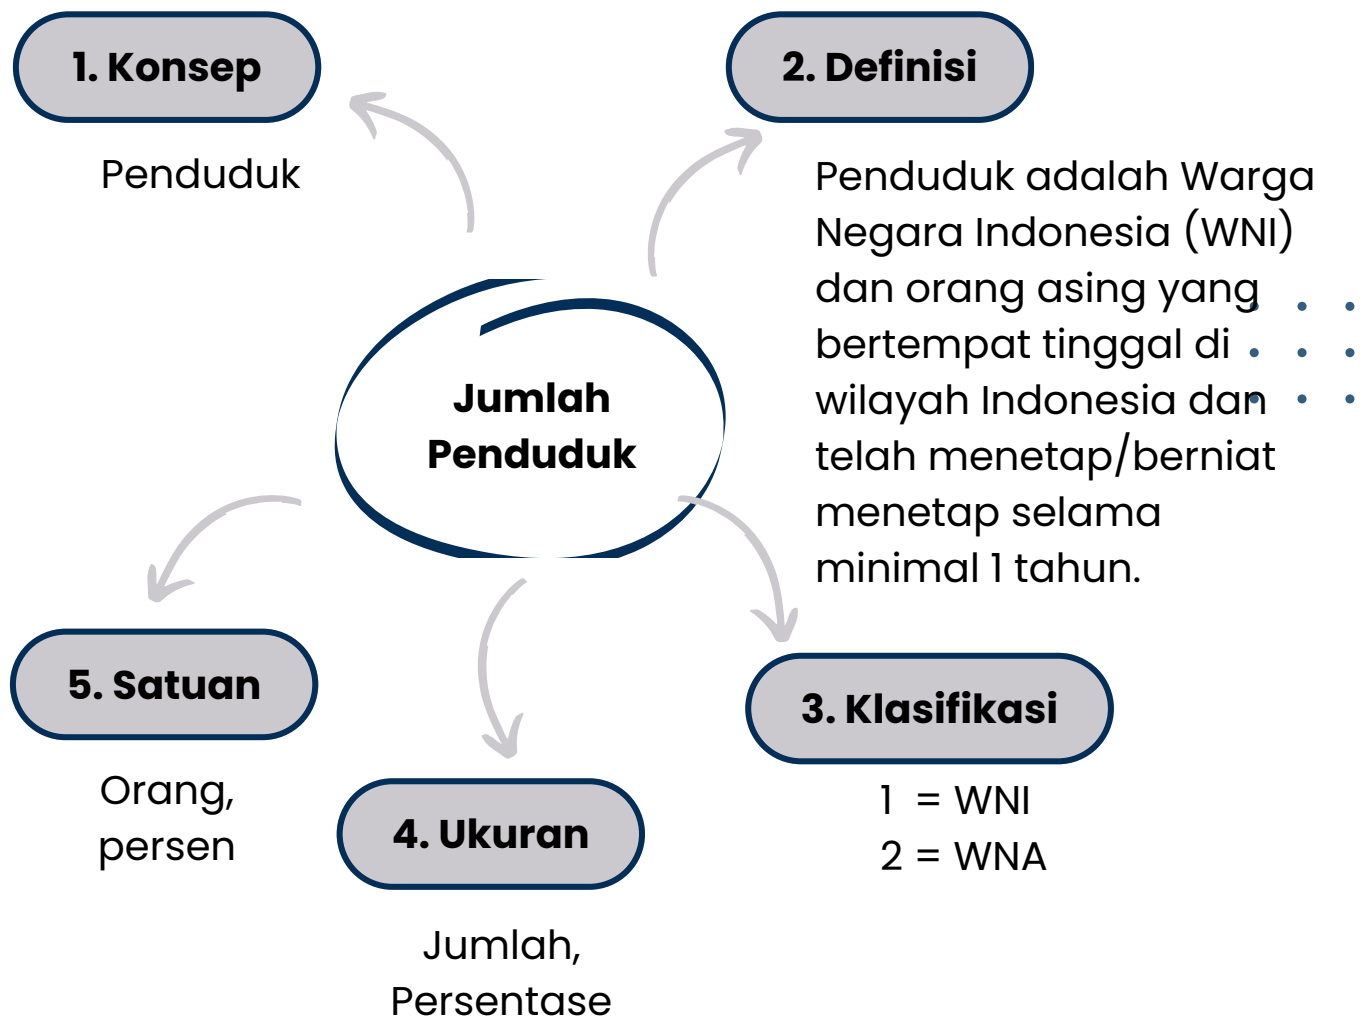 1. Konsep
Penduduk
2. Definisi
Penduduk adalah Warga
Negara Indonesia (WNI)
dan orang asing yang
bertempat tinggal di
wilayah Indonesia dan
telah menetap/berniat
menetap selama
minimal 1 tahun.
Jumlah
Penduduk
3. Klasifikasi
1 = WNI
2 = WNA
4. Ukuran
Jumlah,
Persentase
5. Satuan
Orang,
persen